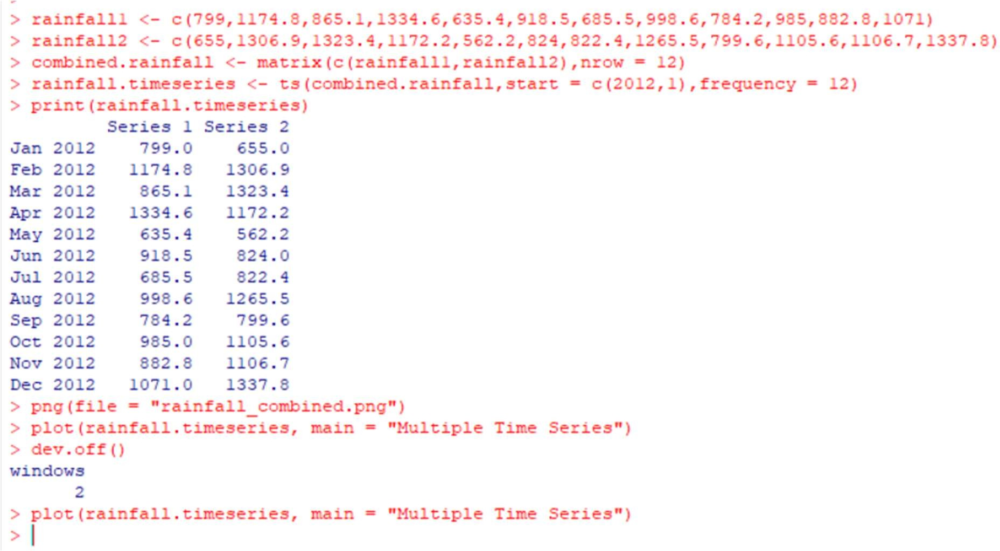 > rainfall1 <- c(799,1174.8,865.1,1334.6,635.4,918.5,685.5,998.6,784.2,985,882.8,1071)
> rainfall2 <- c(655,1306.9,1323.4,1172.2,562.2,824,822.4,1265.5,799.6,1105.6,1106.7,1337.8)
> combined.rainfall <- matrix(c(rainfall1,rainfall2),nrow = 12)
> rainfall.timeseries <- ts(combined.rainfall,start = c(2012,1),frequency = 12)
> print(rainfall.timeseries)
         Series 1 Series 2
Jan 2012    799.0    655.0
Feb 2012   1174.8   1306.9
Mar 2012    865.1   1323.4
Apr 2012   1334.6   1172.2
May 2012    635.4    562.2
Jun 2012    918.5    824.0
Jul 2012    685.5    822.4
Aug 2012    998.6   1265.5
Sep 2012    784.2    799.6
Oct 2012    985.0   1105.6
Nov 2012    882.8   1106.7
Dec 2012   1071.0   1337.8
> png(file = "rainfall_combined.png")
> plot(rainfall.timeseries, main = "Multiple Time Series")
> dev.off()
windows
      2
> plot(rainfall.timeseries, main = "Multiple Time Series")
>